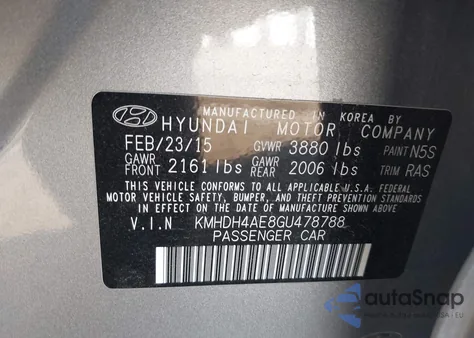 MANUFACTURED IN KOREA BY
HYUNDAI MOTOR COMPANY
FEB/23/15 GVWR 3880 lbs PAINT N5S
GAWR FRONT 2161 lbs GAWR REAR 2006 lbs TRIM RAS
THIS VEHICLE CONFORMS TO ALL APPLICABLE U.S.A. FEDERAL
MOTOR VEHICLE SAFETY, BUMPER, AND THEFT PREVENTION
STANDARDS IN EFFECT ON THE DATE OF MANUFACTURE SHOWN ABOVE.
V.I.N KMHDH4AE8GU478788
PASSENGER CAR
autoSnap